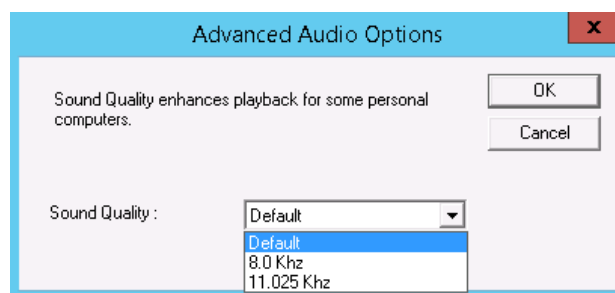 Advanced Audio Options
x
Sound Quality enhances playback for some personal
computers.
OK
Cancel
Sound Quality :
Default
Default
8.0 Khz
11.025 Khz